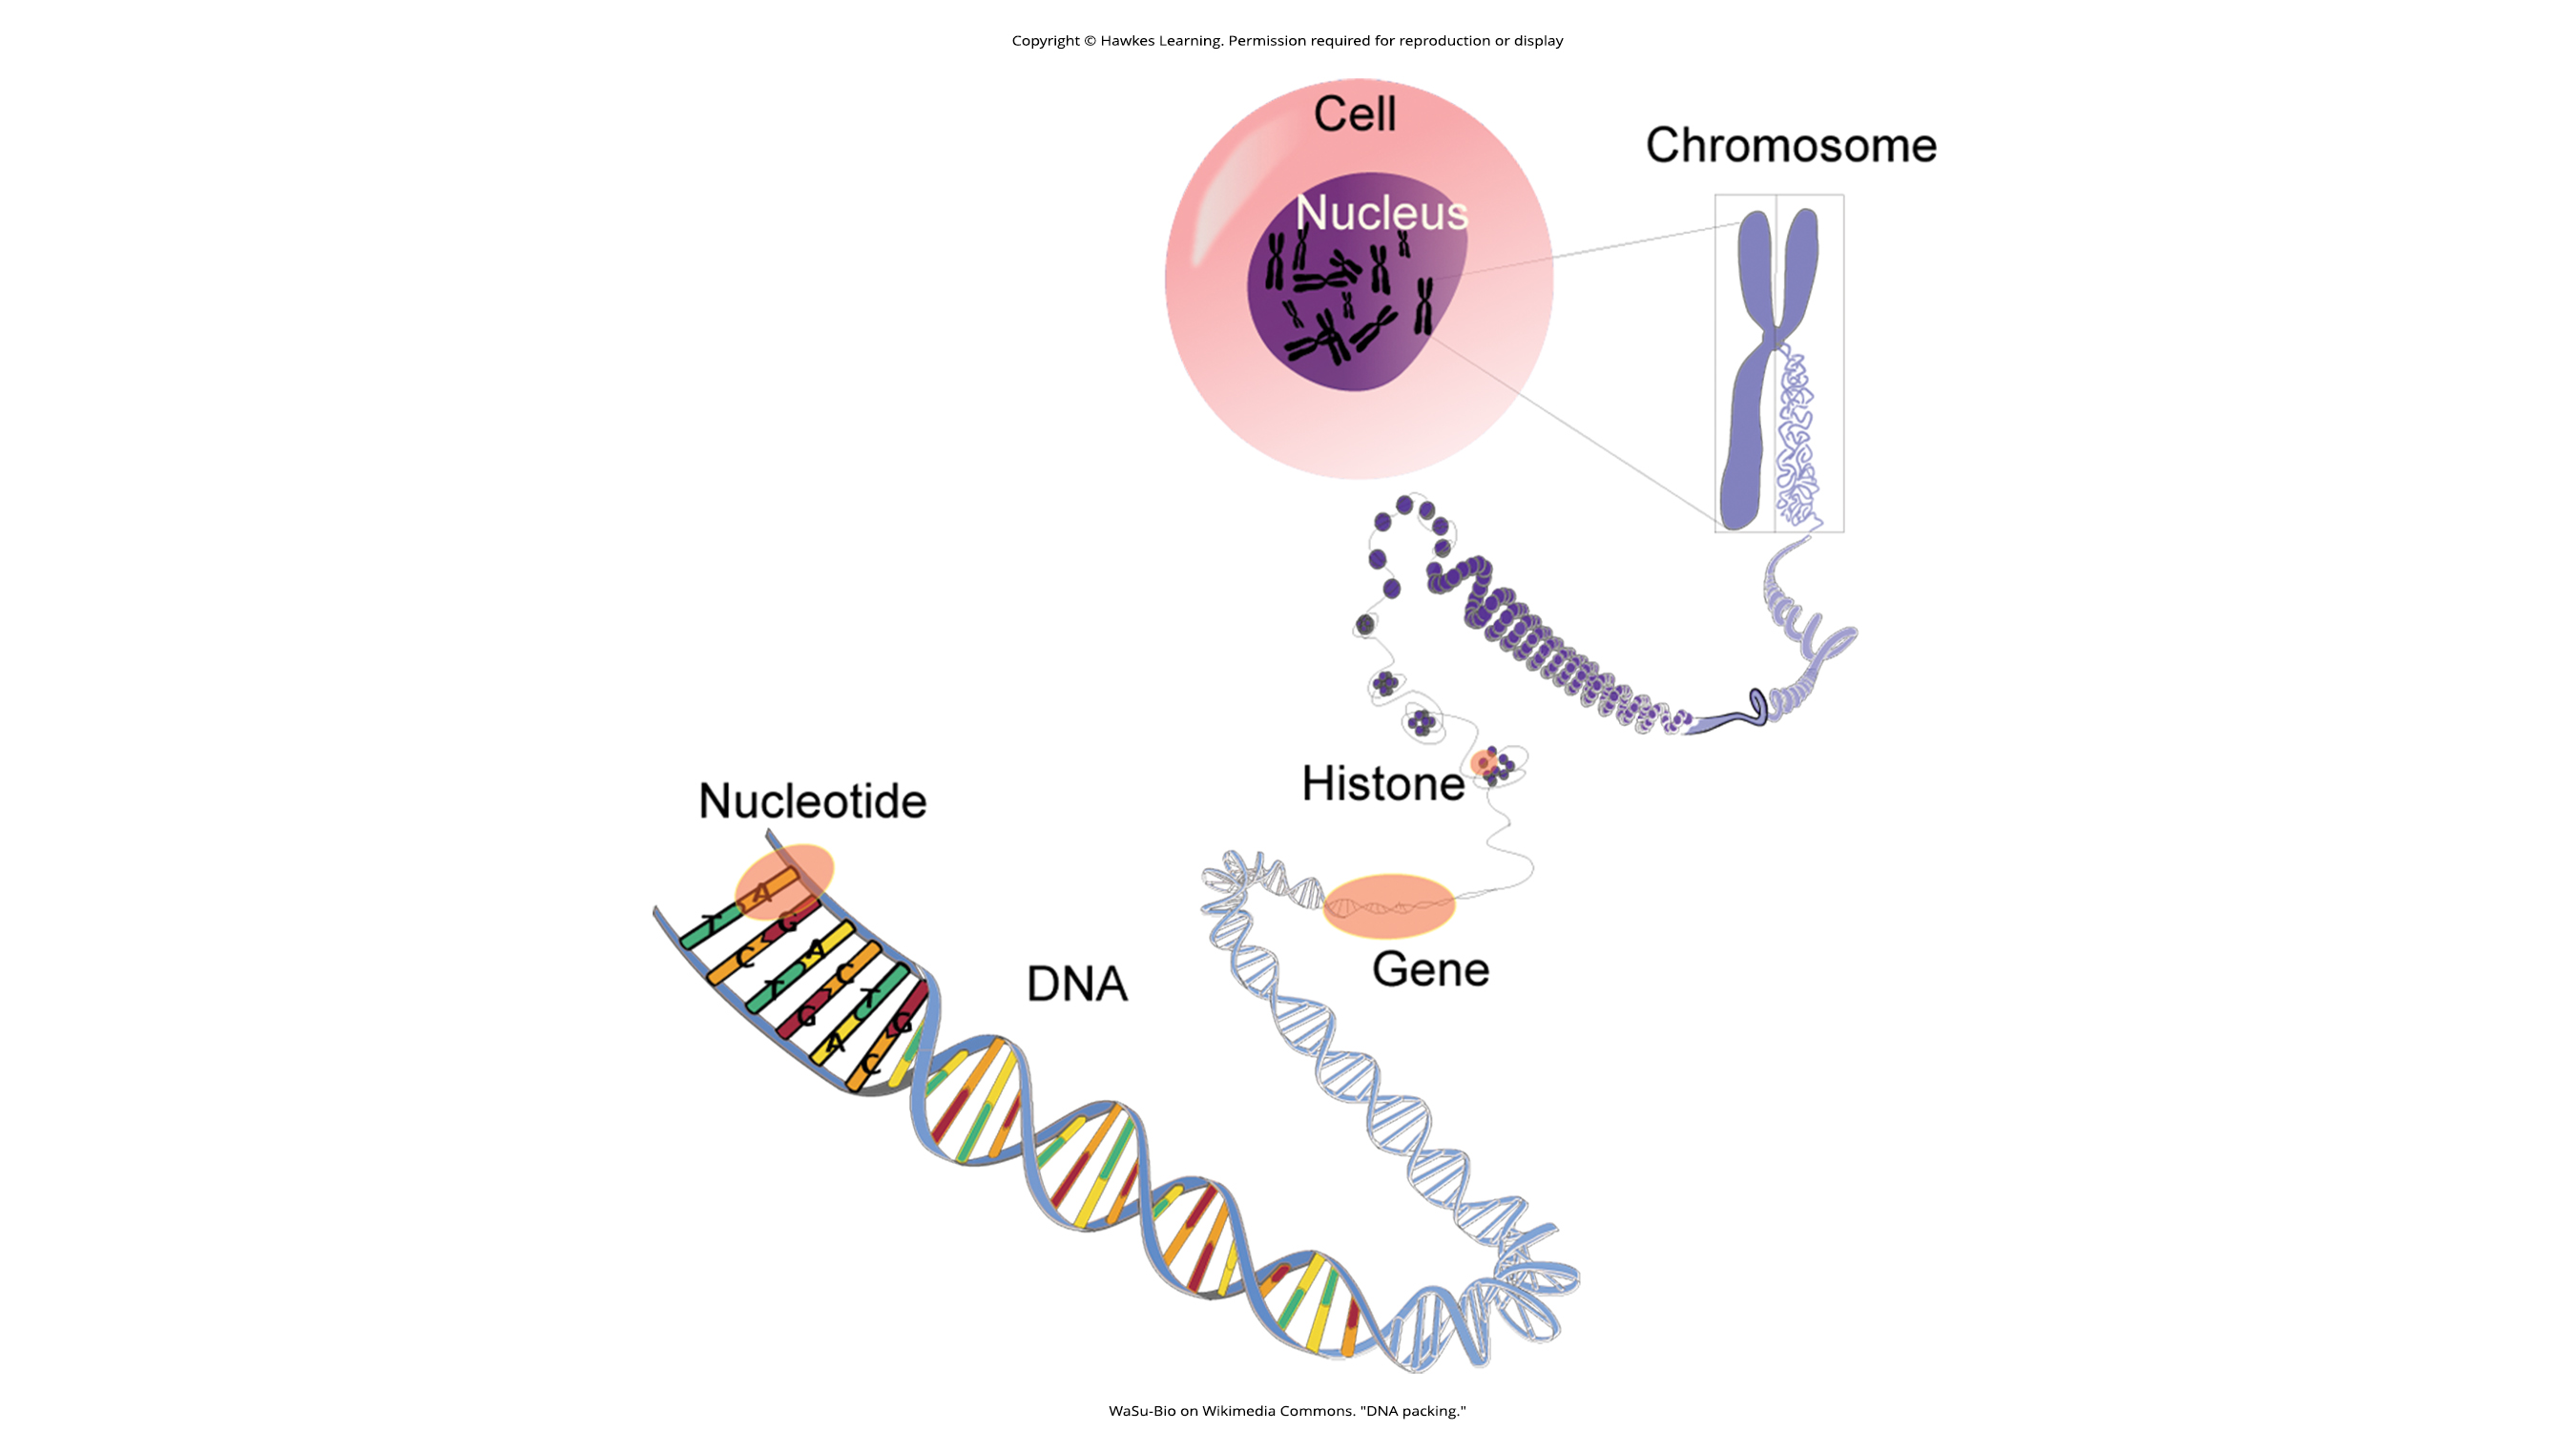 Copyright © Hawkes Learning. Permission required for reproduction or display
Cell
Chromosome
Nucleus
Histone
Nucleotide
A
T
G
C
A
T
C
G
T
A
G
C
DNA
Gene
WaSu-Bio on Wikimedia Commons. "DNA packing."